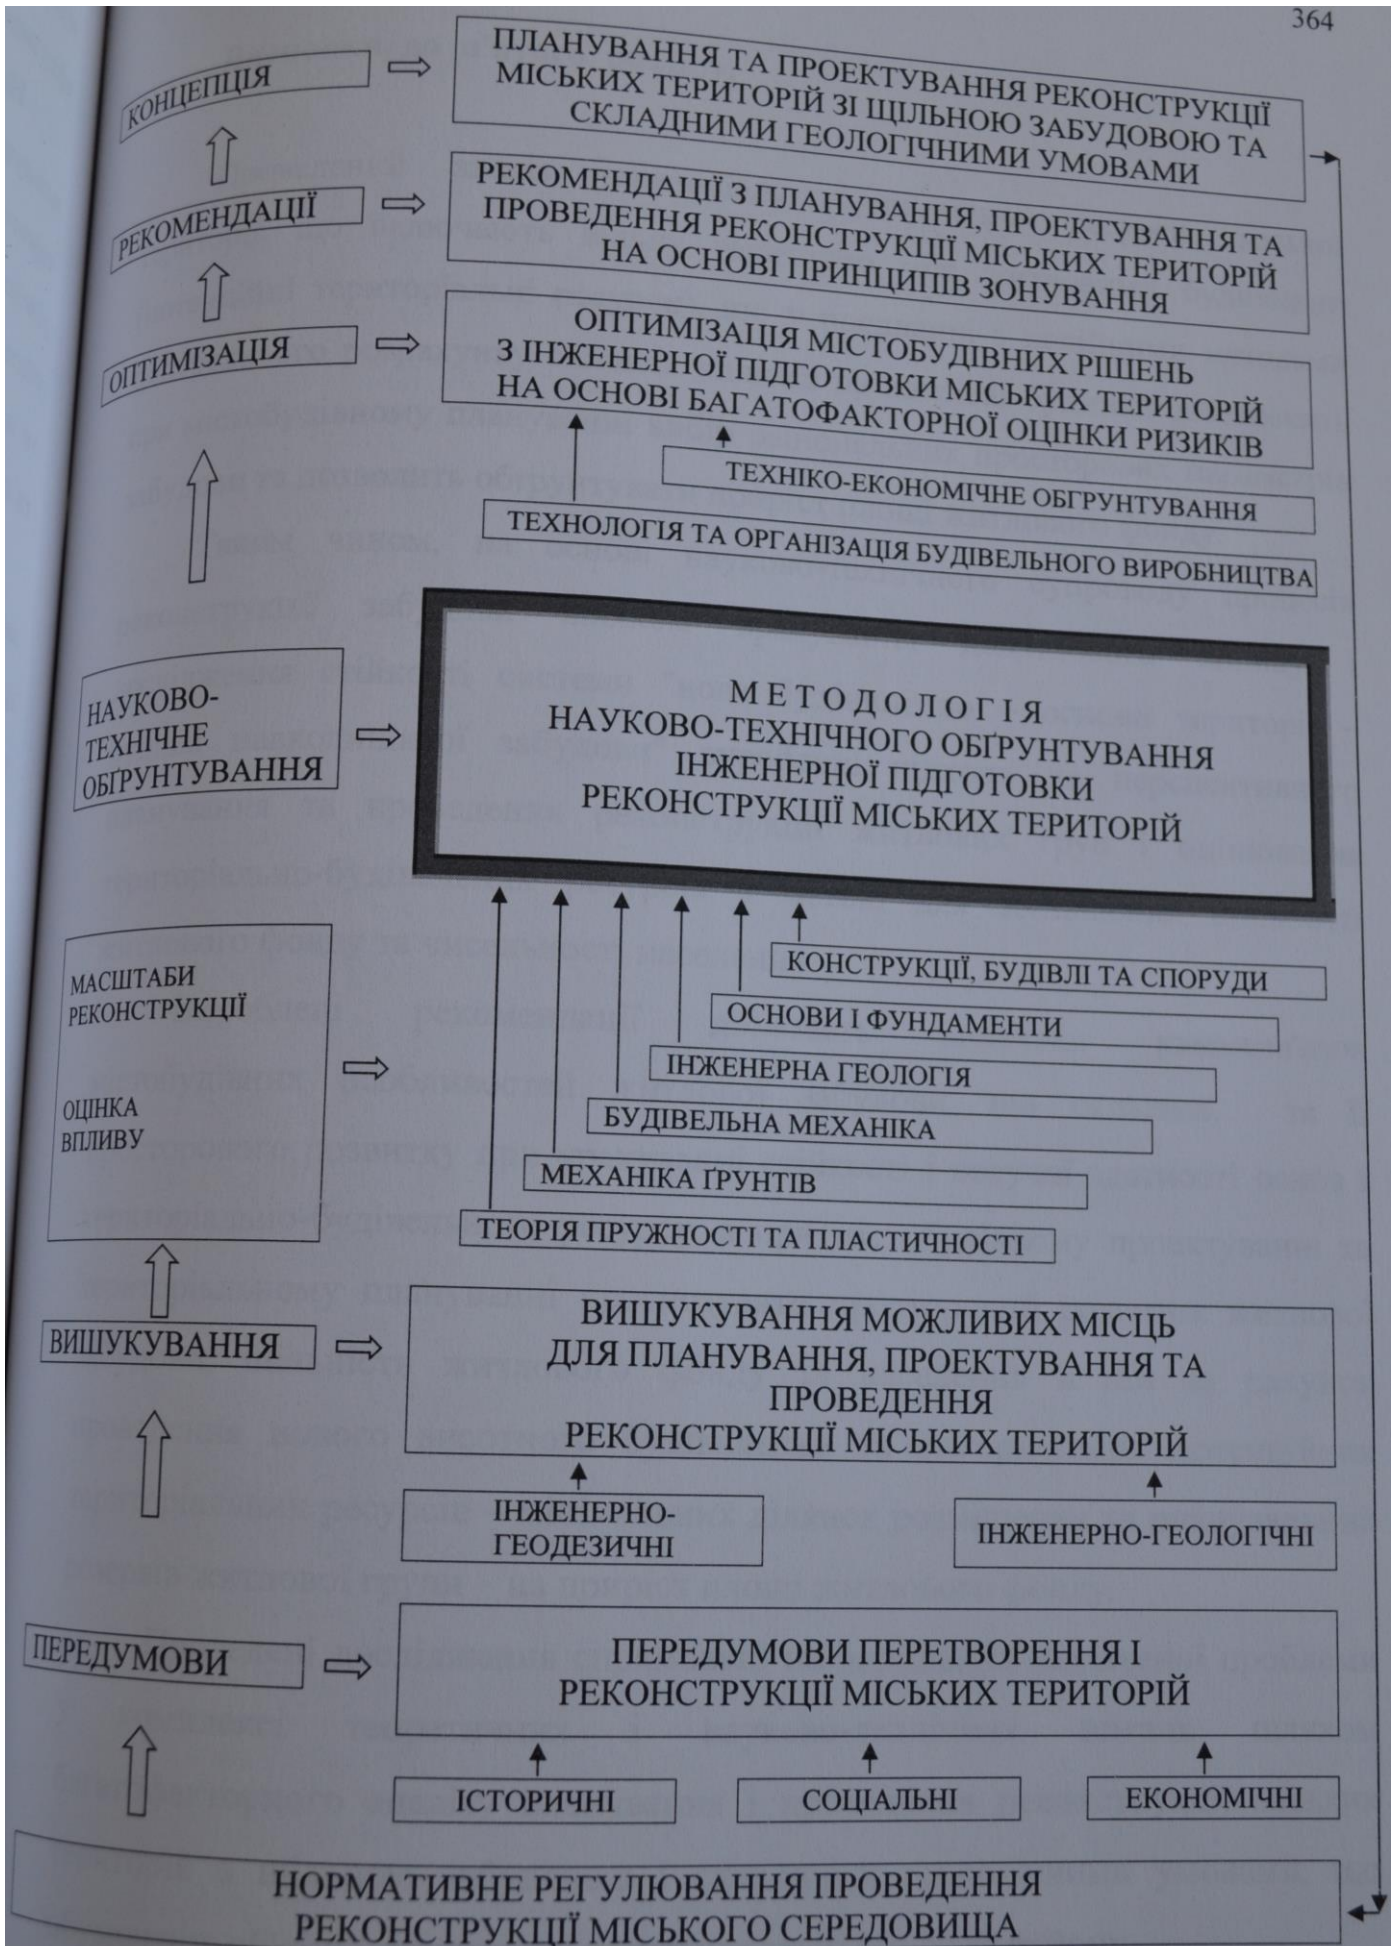 364
КОНЦЕПЦІЯ
ПЛАНУВАННЯ ТА ПРОЕКТУВАННЯ РЕКОНСТРУКЦІЇ
МІСЬКИХ ТЕРИТОРІЙ ЗІ ЩІЛЬНОЮ ЗАБУДОВОЮ ТА
СКЛАДНИМИ ГЕОЛОГІЧНИМИ УМОВАМИ
РЕКОМЕНДАЦІЇ
РЕКОМЕНДАЦІЇ З ПЛАНУВАННЯ, ПРОЕКТУВАННЯ ТА
ПРОВЕДЕННЯ РЕКОНСТРУКЦІЇ МІСЬКИХ ТЕРИТОРІЙ
НА ОСНОВІ ПРИНЦИПІВ ЗОНУВАННЯ
ОПТИМІЗАЦІЯ
ОПТИМІЗАЦІЯ МІСТОБУДІВНИХ РІШЕНЬ
З ІНЖЕНЕРНОЇ ПІДГОТОВКИ МІСЬКИХ ТЕРИТОРІЙ
НА ОСНОВІ БАГАТОФАКТОРНОЇ ОЦІНКИ РИЗИКІВ
ТЕХНІКО-ЕКОНОМІЧНЕ ОБГРУНТУВАННЯ
ТЕХНОЛОГІЯ ТА ОРГАНІЗАЦІЯ БУДІВЕЛЬНОГО ВИРОБНИЦТВА
НАУКОВО-
ТЕХНІЧНЕ
ОБҐРУНТУВАННЯ
М Е Т О Д О Л О Г І Я
НАУКОВО-ТЕХНІЧНОГО ОБҐРУНТУВАННЯ
ІНЖЕНЕРНОЇ ПІДГОТОВКИ
РЕКОНСТРУКЦІЇ МІСЬКИХ ТЕРИТОРІЙ
МАСШТАБИ
РЕКОНСТРУКЦІЇ
ОЦІНКА
ВПЛИВУ
КОНСТРУКЦІЇ, БУДІВЛІ ТА СПОРУДИ
ОСНОВИ І ФУНДАМЕНТИ
ІНЖЕНЕРНА ГЕОЛОГІЯ
БУДІВЕЛЬНА МЕХАНІКА
МЕХАНІКА ҐРУНТІВ
ТЕОРІЯ ПРУЖНОСТІ ТА ПЛАСТИЧНОСТІ
ВИШУКУВАННЯ
ВИШУКУВАННЯ МОЖЛИВИХ МІСЦЬ
ДЛЯ ПЛАНУВАННЯ, ПРОЕКТУВАННЯ ТА
ПРОВЕДЕННЯ
РЕКОНСТРУКЦІЇ МІСЬКИХ ТЕРИТОРІЙ
ІНЖЕНЕРНО-
ГЕОДЕЗИЧНІ
ІНЖЕНЕРНО-ГЕОЛОГІЧНІ
ПЕРЕДУМОВИ
ПЕРЕДУМОВИ ПЕРЕТВОРЕННЯ І
РЕКОНСТРУКЦІЇ МІСЬКИХ ТЕРИТОРІЙ
ІСТОРИЧНІ
СОЦІАЛЬНІ
ЕКОНОМІЧНІ
НОРМАТИВНЕ РЕГУЛЮВАННЯ ПРОВЕДЕННЯ
РЕКОНСТРУКЦІЇ МІСЬКОГО СЕРЕДОВИЩА